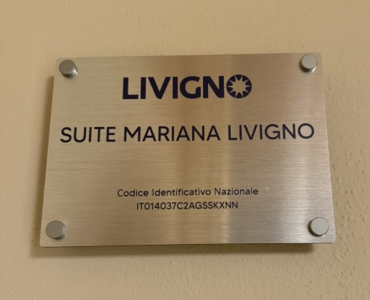 LIVIGNO
SUITE MARIANA LIVIGNO
Codice Identificativo Nazionale
IT014037C2AGSSKXNN